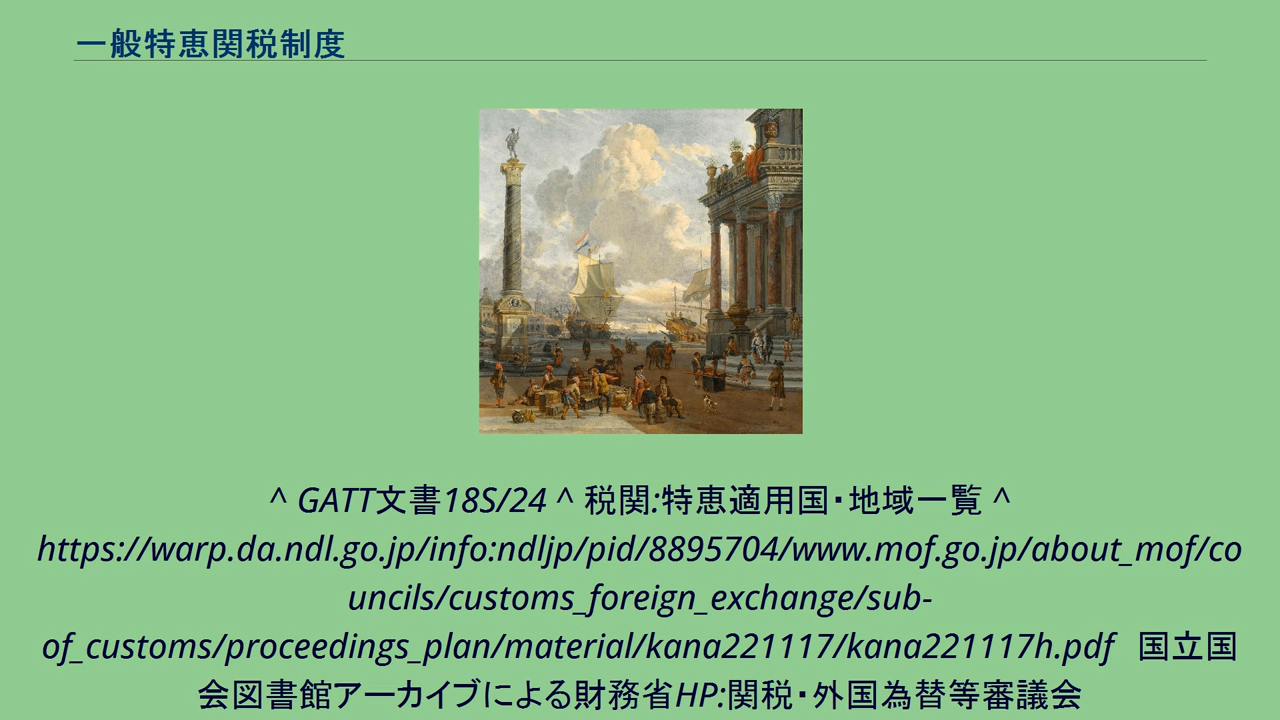 一般特恵関税制度
^ GATT文書18S/24 ^ 税関:特恵適用国・地域一覧 ^
https://warp.da.ndl.go.jp/info:ndljp/pid/8895704/www.mof.go.jp/about_mof/co
uncils/customs_foreign_exchange/sub-
of_customs/proceedings_plan/material/kana221117/kana221117h.pdf 国立国
会図書館アーカイブによる財務省HP:関税・外国為替等審議会